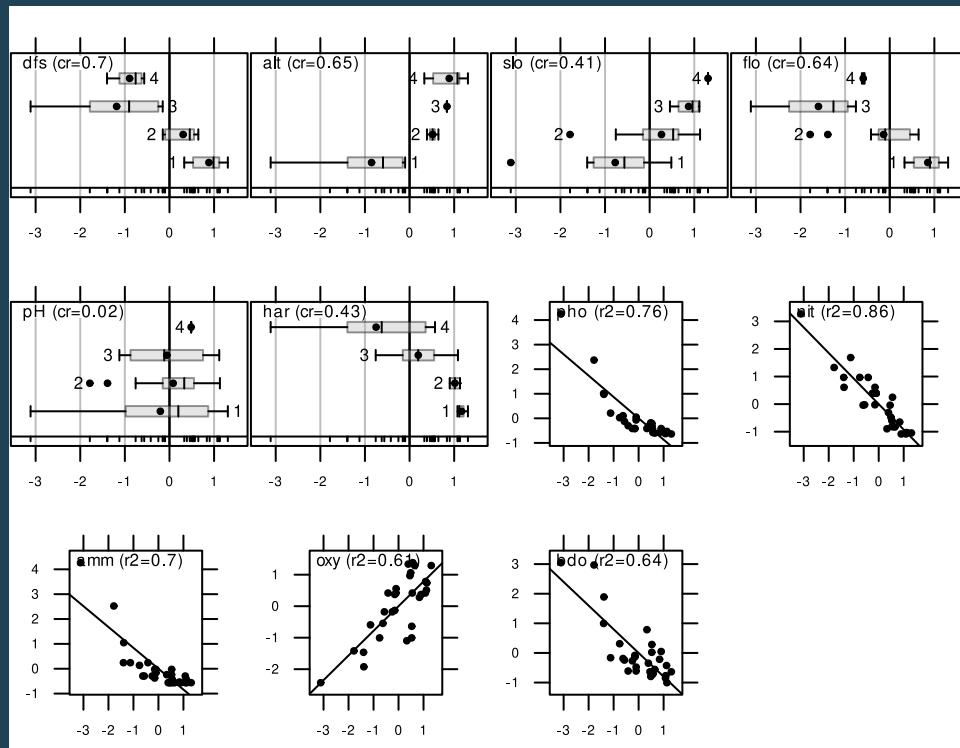 dfs (cr=0.7)
4
3
2
1
-3 -2 -1 0 1
alt (cr=0.65)
4
3
2
1
-3 -2 -1 0 1
slo (cr=0.41)
4
3
2
1
-3 -2 -1 0 1
flo (cr=0.64)
4
3
2
1
-3 -2 -1 0 1
pH (cr=0.02)
4
3
2
1
-3 -2 -1 0 1
har (cr=0.43)
4
3
2
1
-3 -2 -1 0 1
pho (r2=0.76)
4
3
2
1
0
-1
-3 -2 -1 0 1
nit (r2=0.86)
3
2
1
0
-1
-3 -2 -1 0 1
amm (r2=0.7)
4
3
2
1
0
-1
-3 -2 -1 0 1
oxy (r2=0.61)
1
0
-1
-2
-3 -2 -1 0 1
bdo (r2=0.64)
3
2
1
0
-1
-3 -2 -1 0 1